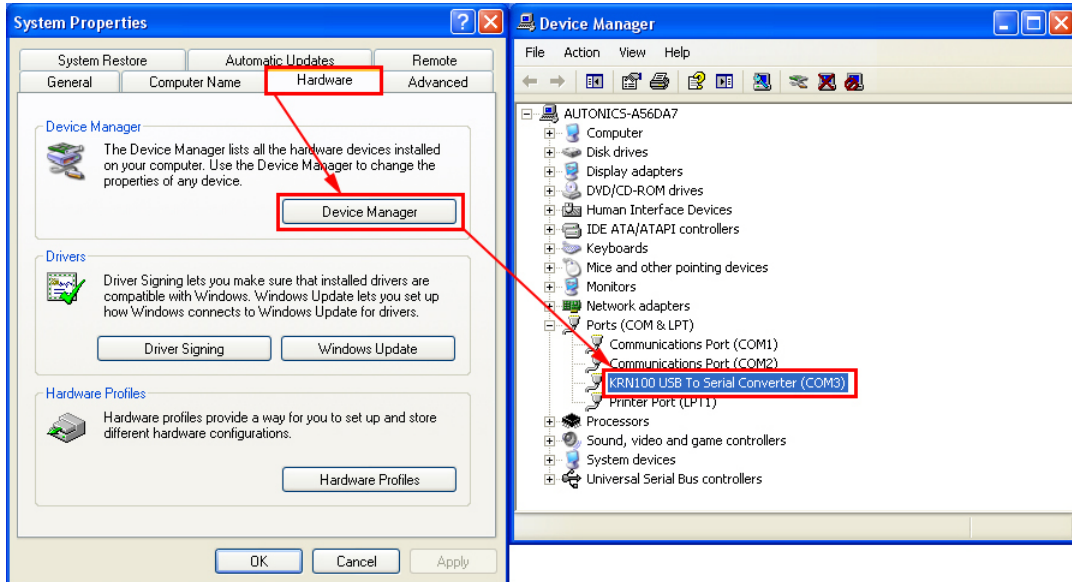 System Properties
System Restore
Automatic Updates
Remote
General
Computer Name
Hardware
Advanced
Device Manager
The Device Manager lists all the hardware devices installed
on your computer. Use the Device Manager to change the
properties of any device.
Device Manager
Drivers
Driver Signing lets you make sure that installed drivers are
compatible with Windows. Windows Update lets you set up
how Windows connects to Windows Update for drivers.
Driver Signing
Windows Update
Hardware Profiles
Hardware profiles provide a way for you to set up and store
different hardware configurations.
Hardware Profiles
OK
Cancel
Apply
Device Manager
File
Action
View
Help
AUTONICS-A56DA7
Computer
Disk drives
Display adapters
DVD/CD-ROM drives
Human Interface Devices
IDE ATA/ATAPI controllers
Keyboards
Mice and other pointing devices
Monitors
Network adapters
Ports (COM & LPT)
Communications Port (COM1)
Communications Port (COM2)
KRN100 USB To Serial Converter (COM3)
Printer Port (LPT1)
Processors
Sound, video and game controllers
System devices
Universal Serial Bus controllers